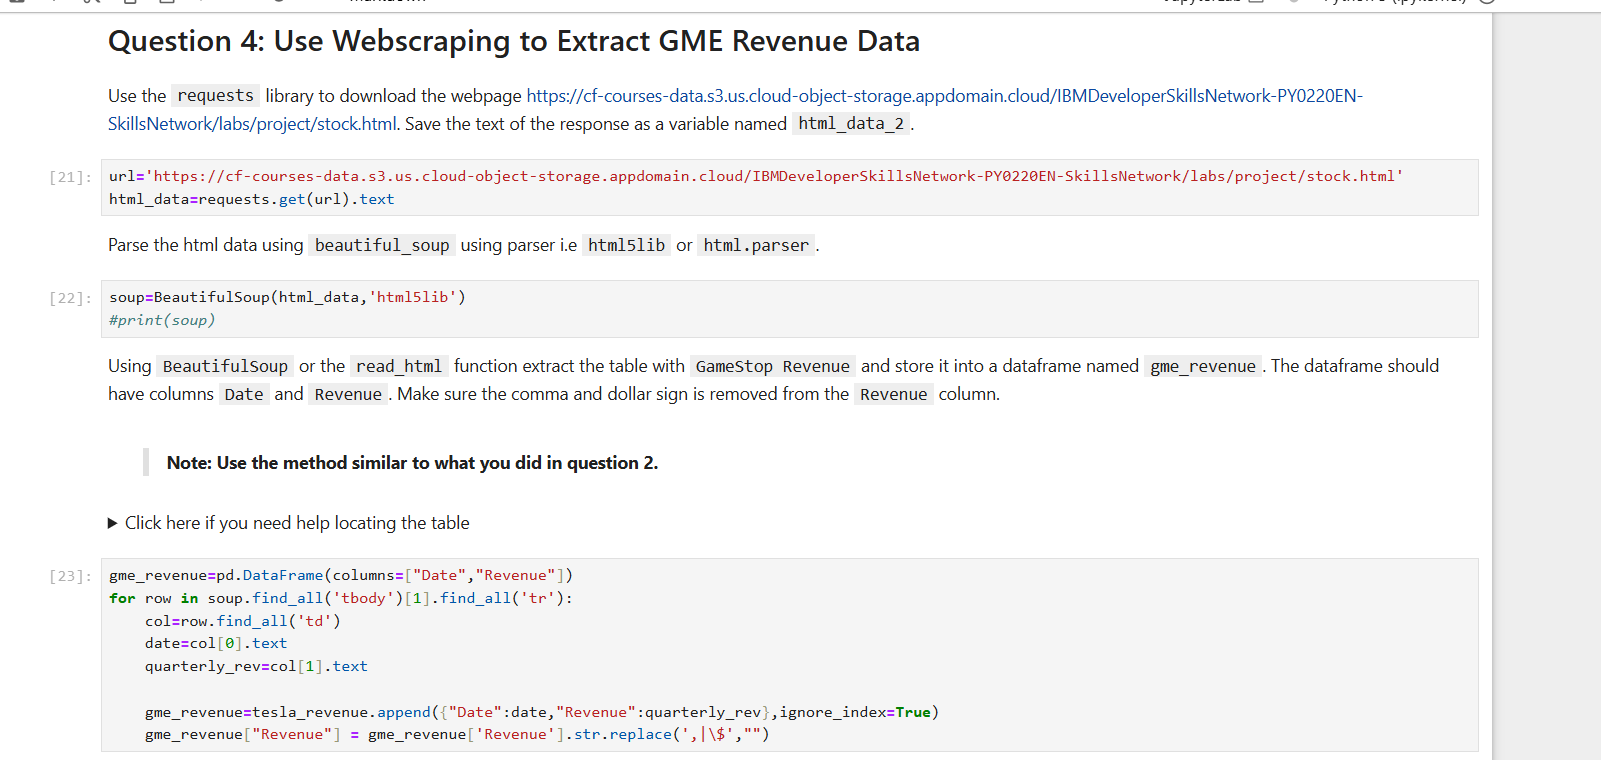 Question 4: Use Webscraping to Extract GME Revenue Data
Use the requests library to download the webpage https://cf-courses-data.s3.us.cloud-object-storage.appdomain.cloud/IBMDeveloperSkillsNetwork-PY0220EN-
SkillsNetwork/labs/project/stock.html. Save the text of the response as a variable named html_data_2.
[21]: url='https://cf-courses-data.s3.us.cloud-object-storage.appdomain.cloud/IBMDeveloperSkillsNetwork-PY0220EN-SkillsNetwork/labs/project/stock.html'
html_data=requests.get(url).text
Parse the html data using beautiful_soup using parser i.e html5lib or html.parser.
[22]: soup=BeautifulSoup(html_data,'html5lib')
#print(soup)
Using BeautifulSoup or the read_html function extract the table with GameStop Revenue and store it into a dataframe named gme_revenue. The dataframe should
have columns Date and Revenue. Make sure the comma and dollar sign is removed from the Revenue column.
Note: Use the method similar to what you did in question 2.
▶ Click here if you need help locating the table
[23]: gme_revenue=pd.DataFrame(columns=["Date","Revenue"])
for row in soup.find_all('tbody')[1].find_all('tr'):
    col=row.find_all('td')
    date=col[0].text
    quarterly_rev=col[1].text
    gme_revenue=tesla_revenue.append({"Date":date,"Revenue":quarterly_rev},ignore_index=True)
    gme_revenue["Revenue"] = gme_revenue['Revenue'].str.replace(',|\$',"")